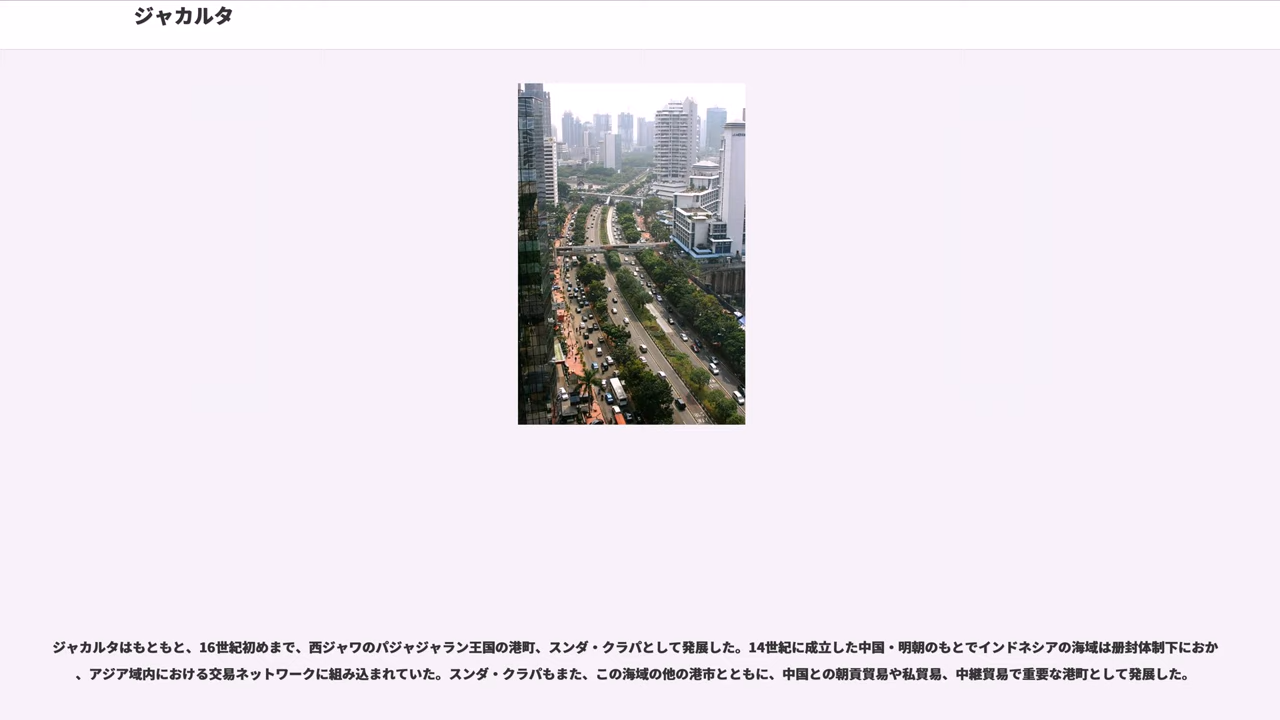 ジャカルタ
ジャカルタはもともと、16世紀初めまで、西ジャワのパジャジャラン王国の港町、スンダ・クラパとして発展した。14世紀に成立した中国・明朝のもとでインドネシアの海域は册封体制下におか
、アジア域内における交易ネットワークに組み込まれていた。スンダ・クラパもまた、この海域の他の港市とともに、中国との朝貢貿易や私貿易、中継貿易で重要な港町として発展した。